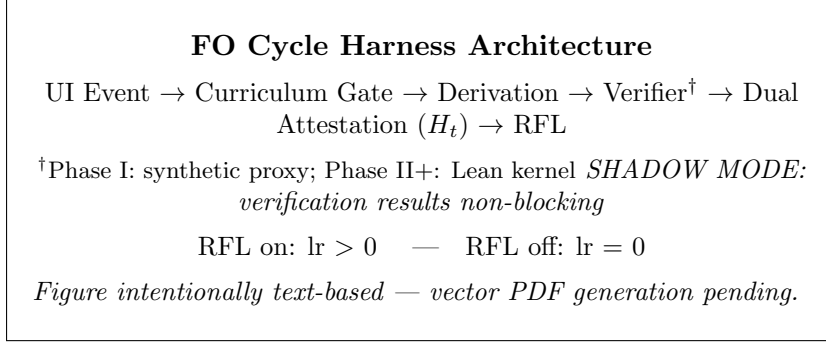 FO Cycle Harness Architecture
UI Event → Curriculum Gate → Derivation → Verifier† → Dual
Attestation (Hₜ) → RFL
†Phase I: synthetic proxy; Phase II+: Lean kernel SHADOW MODE:
verification results non-blocking
RFL on: lr > 0 — RFL off: lr = 0
Figure intentionally text-based — vector PDF generation pending.